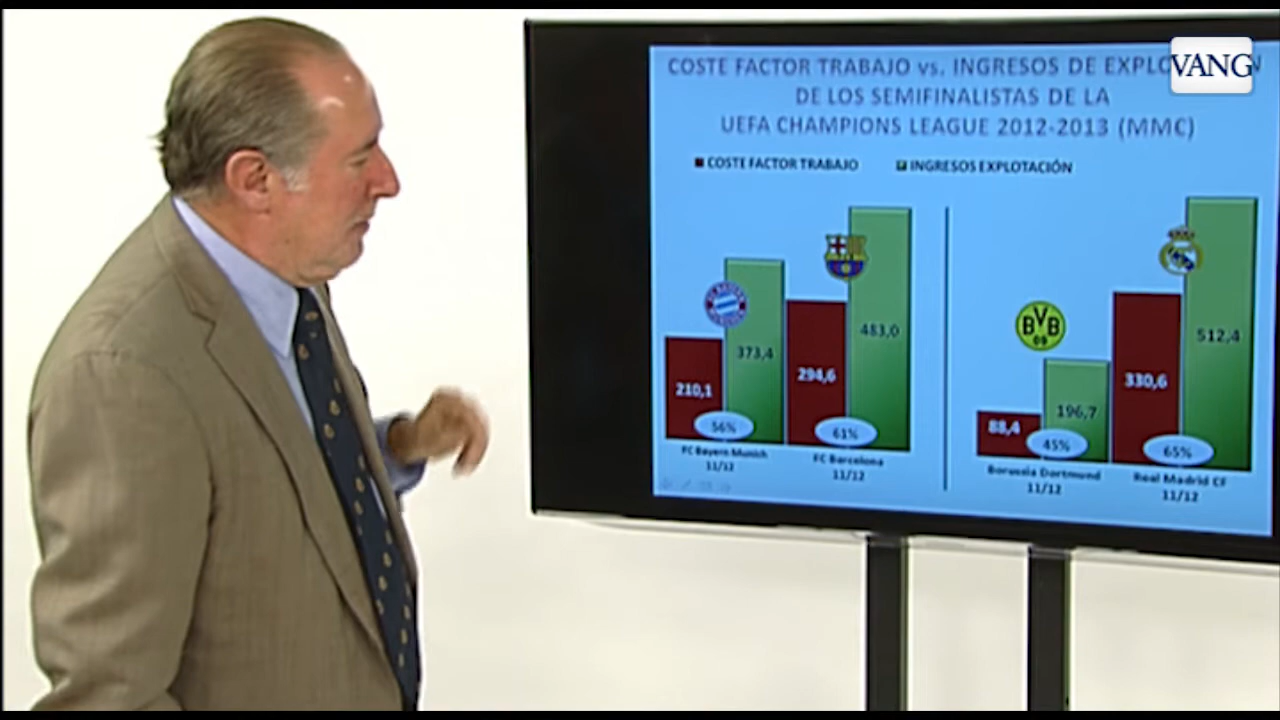 VANG
COSTE FACTOR TRABAJO vs. INGRESOS DE EXPLOTACIÓN
DE LOS SEMIFINALISTAS DE LA
UEFA CHAMPIONS LEAGUE 2012-2013 (MMC)
COSTE FACTOR TRABAJO INGRESOS EXPLOTACIÓN
210,1 373,4 294,6 483,0
56% 61%
FC Bayern Munich FC Barcelona
11/12 11/12
BVB
09
88,4 196,7 330,6 512,4
45% 65%
Borussia Dortmund Real Madrid CF
11/12 11/12